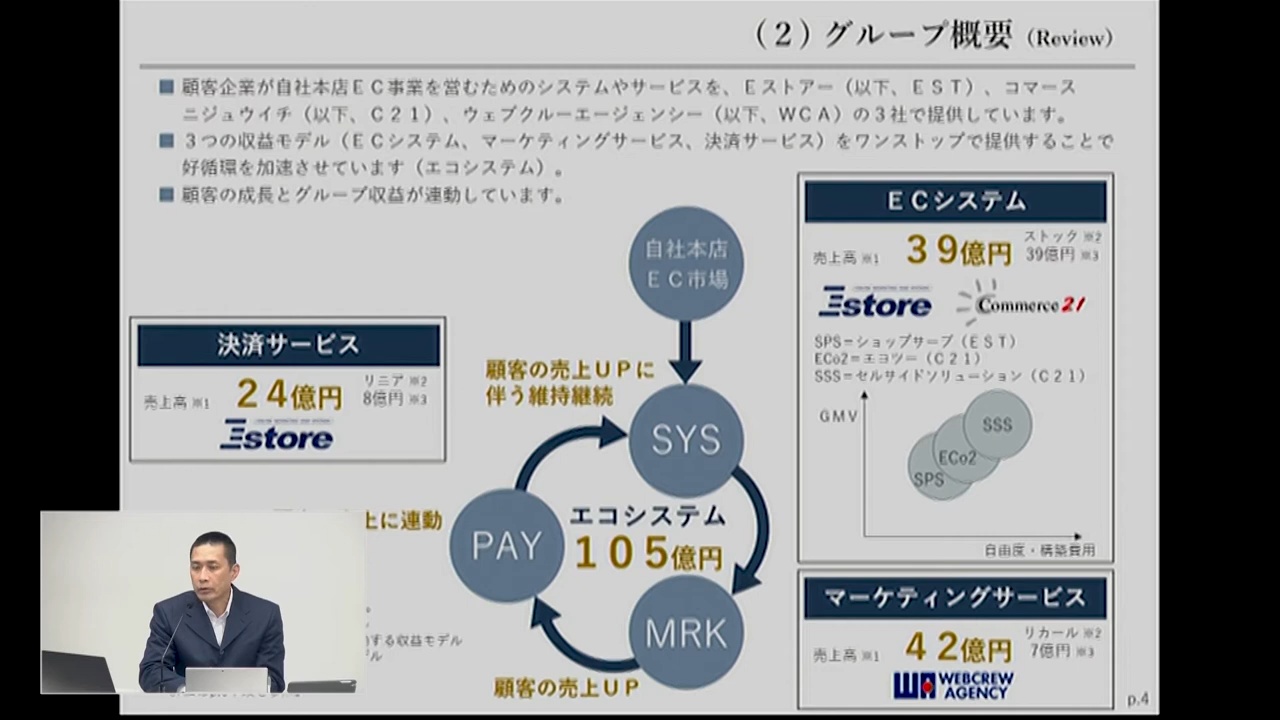 （２）グループ概要（Review）
■ 顧客企業が自社本店ＥＣ事業を営むためのシステムやサービスを、Ｅストアー（以下、ＥＳＴ）、コマース
ニジュウイチ（以下、Ｃ２１）、ウェブクルーエージェンシー（以下、ＷＣＡ）の３社で提供しています。
■ ３つの収益モデル（ＥＣシステム、マーケティングサービス、決済サービス）をワンストップで提供することで
好循環を加速させています（エコシステム）。
■ 顧客の成長とグループ収益が連動しています。
自社本店
ＥＣ市場
ＥＣシステム
売上高 ※1 ３９億円 ストック ※2
39億円 ※3
Estore Commerce 21
SPS＝ショップサーブ（ＥＳＴ）
ECo2＝エヨツー（Ｃ２１）
SSS＝セルサイドソリューション（Ｃ２１）
GMV
SSS
ECo2
SPS
自由度・構築費用
決済サービス
売上高 ※1 ２４億円 リニア ※2
8億円 ※3
Estore
顧客の売上ＵＰに
伴う維持継続
SYS
上に連動
PAY
エコシステム
１０５億円
MRK
顧客の売上ＵＰ
する収益モデル
マーケティングサービス
売上高 ※1 ４２億円 リカール ※2
7億円 ※3
WEBCREW
AGENCY
p.4